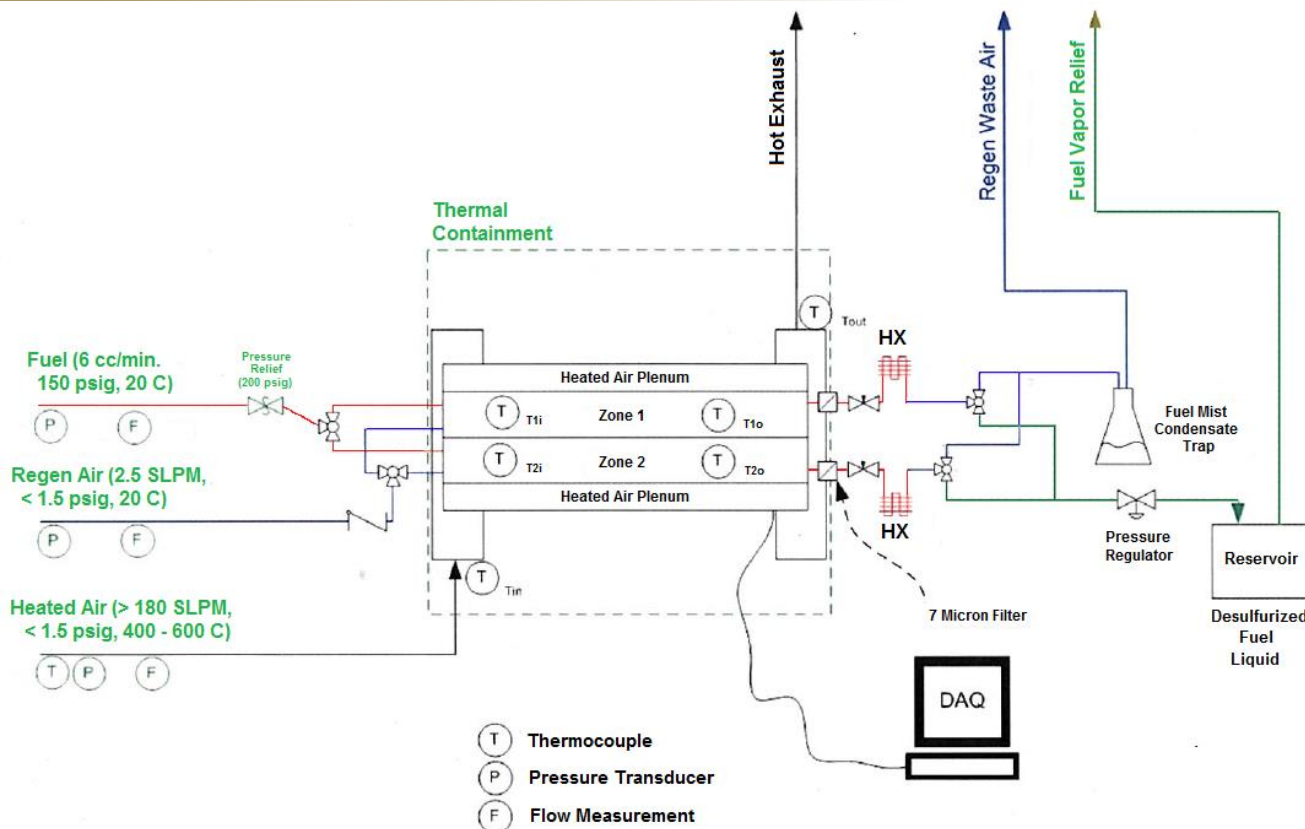 Hot Exhaust
Regen Waste Air
Fuel Vapor Relief
Thermal
Containment
T
Tout
HX
Fuel (6 cc/min.
150 psig, 20 C)
Pressure
Relief
(200 psig)
P
F
Heated Air Plenum
T
T1i
Zone 1
T
T1o
T
T2i
Zone 2
T
T2o
Heated Air Plenum
Fuel Mist
Condensate
Trap
Regen Air (2.5 SLPM,
< 1.5 psig, 20 C)
P
F
HX
Pressure
Regulator
Reservoir
T
Tin
Heated Air (> 180 SLPM,
< 1.5 psig, 400 - 600 C)
T
P
F
7 Micron Filter
Desulfurized
Fuel
Liquid
DAQ
T
Thermocouple
P
Pressure Transducer
F
Flow Measurement